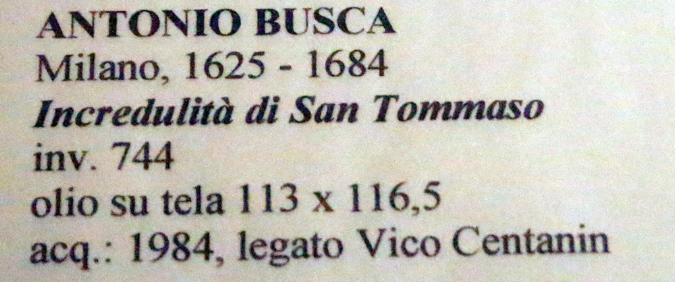 ANTONIO BUSCA
Milano, 1625 - 1684
Incredulità di San Tommaso
inv. 744
olio su tela 113 x 116,5
acq.: 1984, legato Vico Centanin